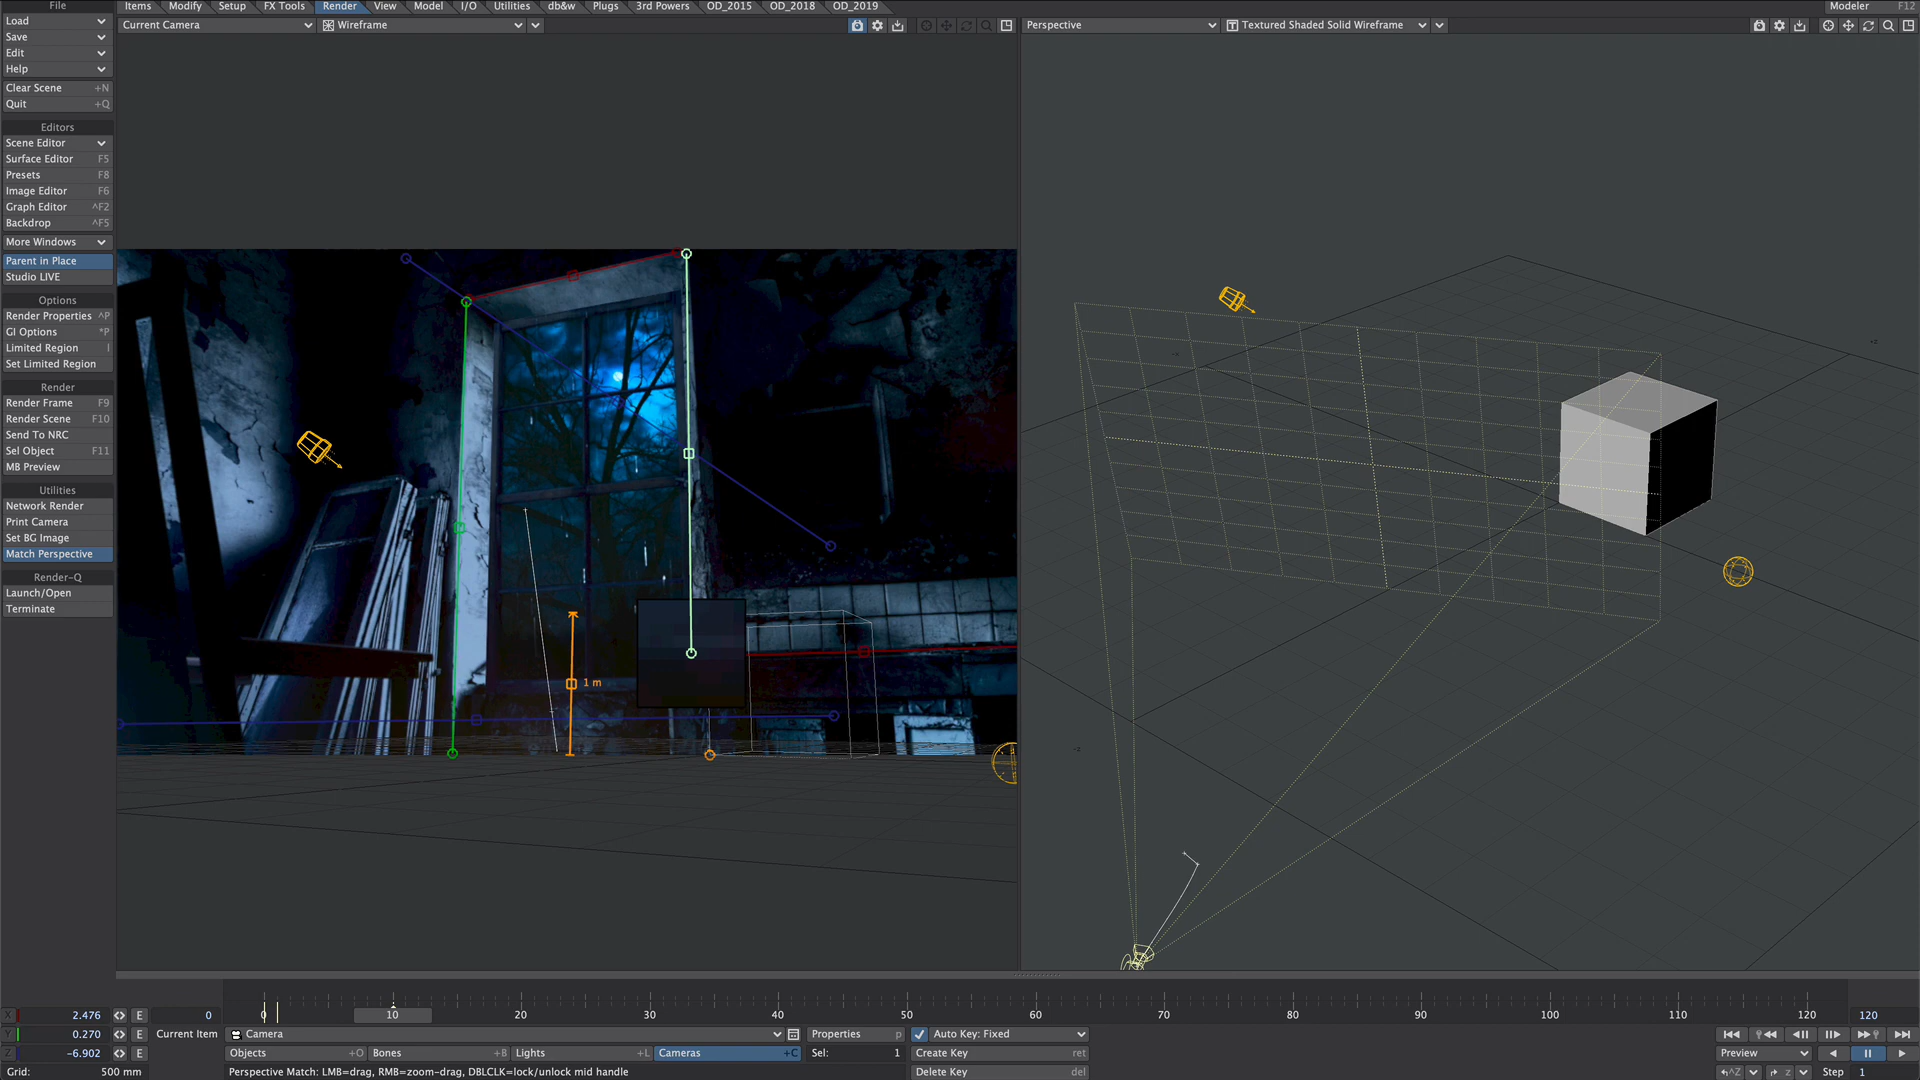 File
Items Modify Setup FX Tools Render View Model I/O Utilities db&w Plugs 3rd Powers OD_2015 OD_2018 OD_2019
Modeler F12
Load
Save
Edit
Help
Clear Scene +N
Quit +Q
Editors
Scene Editor
Surface Editor F5
Presets F8
Image Editor F6
Graph Editor ^F2
Backdrop ^F5
More Windows
Parent in Place
Studio LIVE
Options
Render Properties ^P
GI Options *P
Limited Region l
Set Limited Region
Render
Render Frame F9
Render Scene F10
Send To NRC
Sel Object F11
MB Preview
Utilities
Network Render
Print Camera
Set BG Image
Match Perspective
Render-Q
Launch/Open
Terminate
Current Camera
Wireframe
1 m
Perspective
Textured Shaded Solid Wireframe
0 10 20 30 40 50 60 70 80 90 100 110 120
X 2.476 E 0
120
Y 0.270 E Current Item Camera Properties p Auto Key: Fixed
Z -6.902 E Objects +O Bones +B Lights +L Cameras +C Sel: 1 Create Key ret Preview
Grid: 500 mm Perspective Match: LMB=drag, RMB=zoom-drag, DBLCLK=lock/unlock mid handle Delete Key del ^Z z Step 1